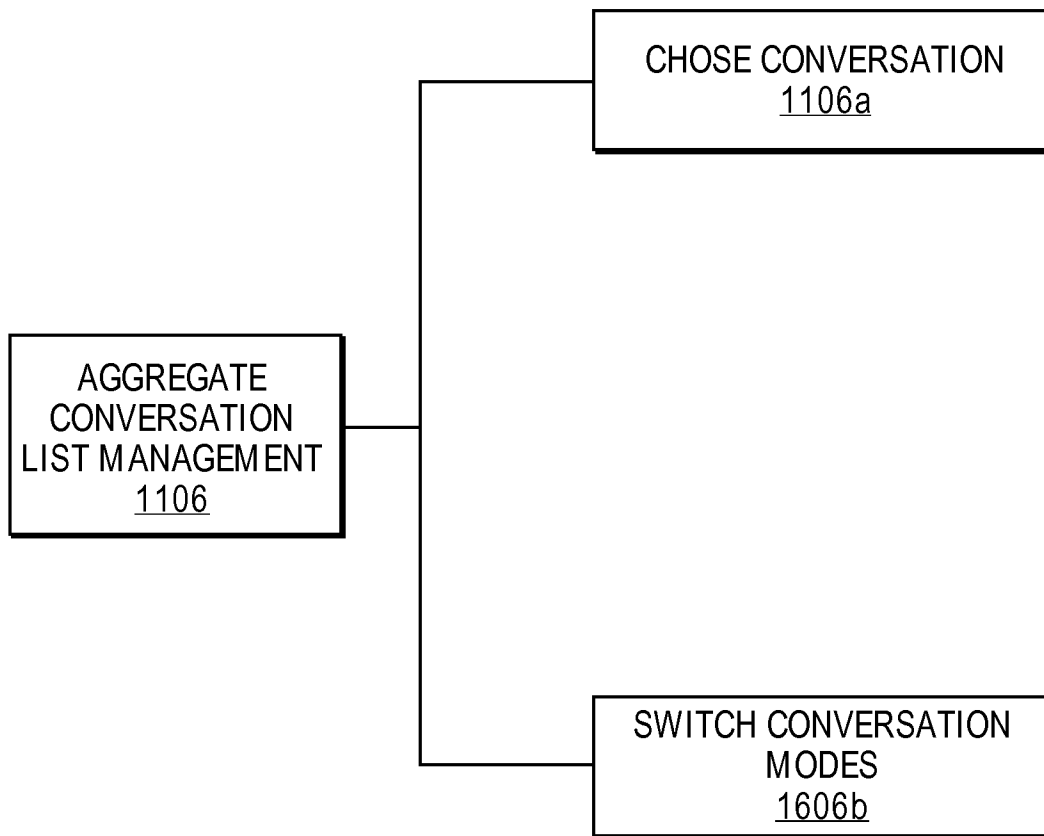 CHOSE CONVERSATION
1106a
AGGREGATE
CONVERSATION
LIST MANAGEMENT
1106
SWITCH CONVERSATION
MODES
1606b